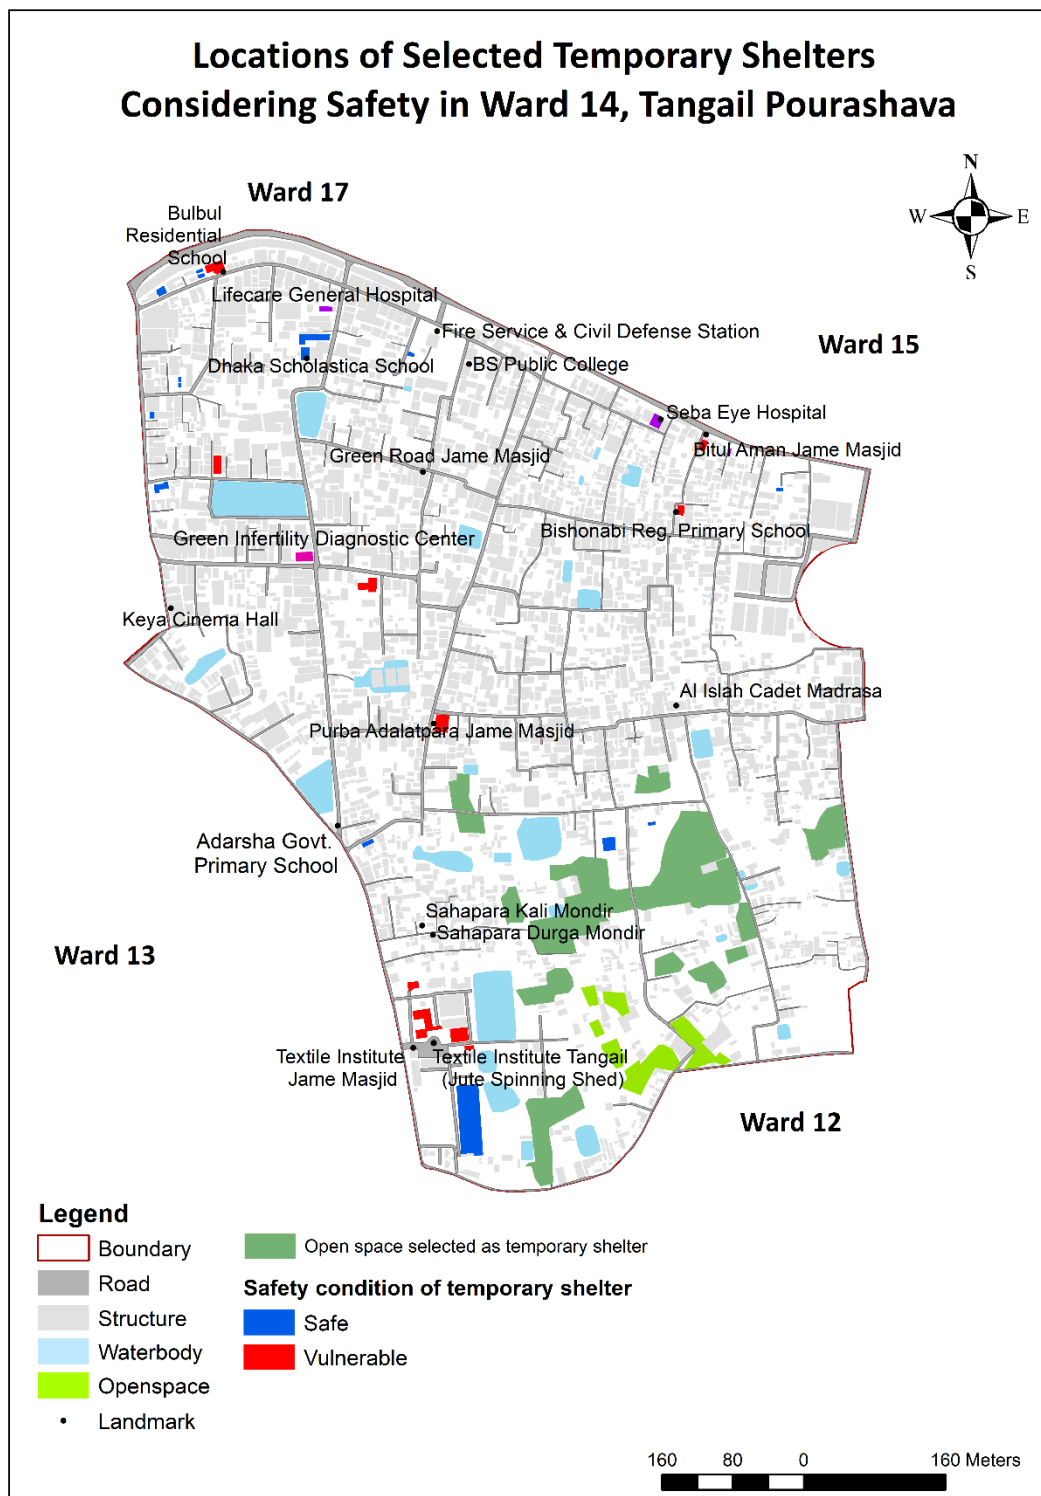 Locations of Selected Temporary Shelters
Considering Safety in Ward 14, Tangail Pourashava
N
W
E
S
Ward 17
Bulbul
Residential
School
Lifecare General Hospital
Fire Service & Civil Defense Station
Ward 15
Dhaka Scholastica School
BS Public College
Seba Eye Hospital
Bitul Aman Jame Masjid
Green Road Jame Masjid
Bishonabi Reg. Primary School
Green Infertility Diagnostic Center
Keya Cinema Hall
Al Islah Cadet Madrasa
Purba Adalatpara Jame Masjid
Adarsha Govt.
Primary School
Sahapara Kali Mondir
Sahapara Durga Mondir
Ward 13
Textile Institute
Jame Masjid
Textile Institute Tangail
(Jute Spinning Shed)
Ward 12
Legend
Boundary
Road
Structure
Waterbody
Openspace
Landmark
Open space selected as temporary shelter
Safety condition of temporary shelter
Safe
Vulnerable
160 80 0 160 Meters